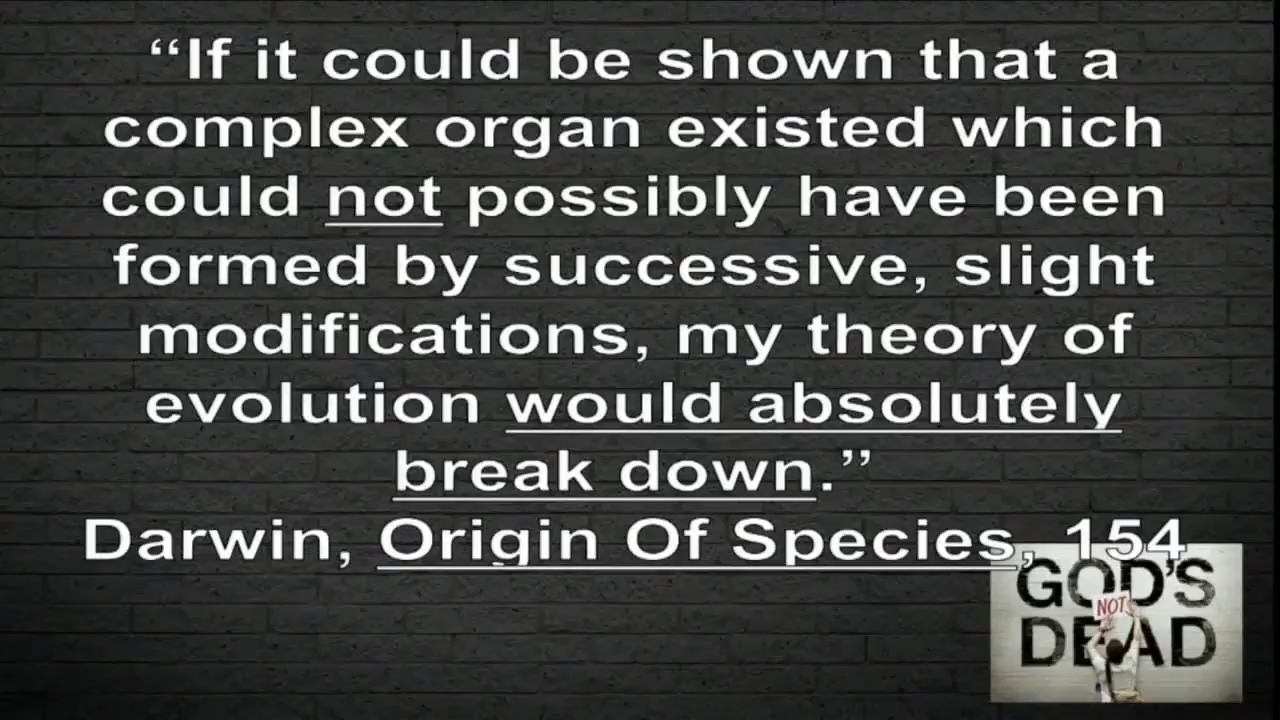 “If it could be shown that a
complex organ existed which
could not possibly have been
formed by successive, slight
modifications, my theory of
evolution would absolutely
break down.”
Darwin, Origin Of Species, 154
GOD'S
NOT
DEAD